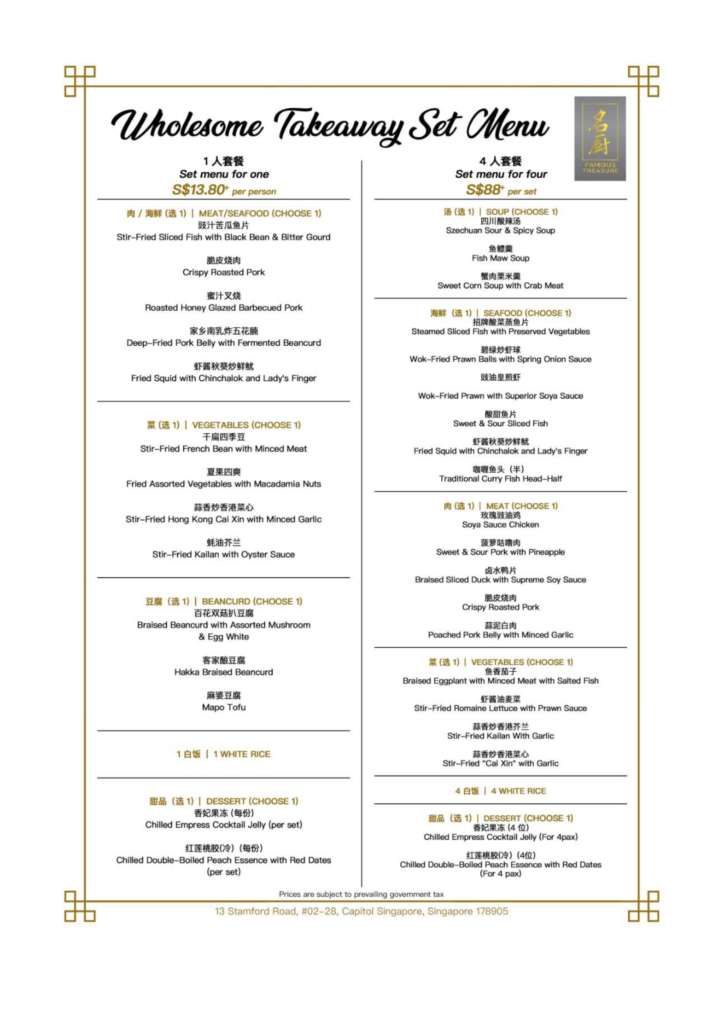 Wholesome Takeaway Set Menu
名
厨
FAMOUS
TREASURE
1 人套餐
Set menu for one
S$13.80+ per person
肉 / 海鲜 (选 1) | MEAT/SEAFOOD (CHOOSE 1)
豉汁苦瓜鱼片
Stir-Fried Sliced Fish with Black Bean & Bitter Gourd
脆皮烧肉
Crispy Roasted Pork
蜜汁叉烧
Roasted Honey Glazed Barbecued Pork
家乡南乳炸五花腩
Deep-Fried Pork Belly with Fermented Beancurd
虾酱秋葵炒鲜鱿
Fried Squid with Chinchalok and Lady's Finger
菜 (选 1) | VEGETABLES (CHOOSE 1)
干扁四季豆
Stir-Fried French Bean with Minced Meat
夏果四爽
Fried Assorted Vegetables with Macadamia Nuts
蒜香炒香港菜心
Stir-Fried Hong Kong Cai Xin with Minced Garlic
蚝油芥兰
Stir-Fried Kailan with Oyster Sauce
豆腐 (选 1) | BEANCURD (CHOOSE 1)
百花双菇扒豆腐
Braised Beancurd with Assorted Mushroom
& Egg White
客家酿豆腐
Hakka Braised Beancurd
麻婆豆腐
Mapo Tofu
1 白饭 | 1 WHITE RICE
甜品 (选 1) | DESSERT (CHOOSE 1)
香妃果冻 (每份)
Chilled Empress Cocktail Jelly (per set)
红莲桃胶(冷) (每份)
Chilled Double-Boiled Peach Essence with Red Dates
(per set)
4 人套餐
Set menu for four
S$88+ per set
汤 (选 1) | SOUP (CHOOSE 1)
四川酸辣汤
Szechuan Sour & Spicy Soup
鱼鳔羹
Fish Maw Soup
蟹肉栗米羹
Sweet Corn Soup with Crab Meat
海鲜 (选 1) | SEAFOOD (CHOOSE 1)
招牌酸菜蒸鱼片
Steamed Sliced Fish with Preserved Vegetables
碧绿炒虾球
Wok-Fried Prawn Balls with Spring Onion Sauce
豉油皇煎虾
Wok-Fried Prawn with Superior Soya Sauce
酸甜鱼片
Sweet & Sour Sliced Fish
虾酱秋葵炒鲜鱿
Fried Squid with Chinchalok and Lady's Finger
咖喱鱼头 (半)
Traditional Curry Fish Head-Half
肉 (选 1) | MEAT (CHOOSE 1)
玫瑰豉油鸡
Soya Sauce Chicken
菠萝咕噜肉
Sweet & Sour Pork with Pineapple
卤水鸭片
Braised Sliced Duck with Supreme Soy Sauce
脆皮烧肉
Crispy Roasted Pork
蒜泥白肉
Poached Pork Belly with Minced Garlic
菜 (选 1) | VEGETABLES (CHOOSE 1)
鱼香茄子
Braised Eggplant with Minced Meat with Salted Fish
虾酱油麦菜
Stir-Fried Romaine Lettuce with Prawn Sauce
蒜香炒香港芥兰
Stir-Fried Kailan With Garlic
蒜香炒香港菜心
Stir-Fried "Cai Xin" with Garlic
4 白饭 | 4 WHITE RICE
甜品 (选 1) | DESSERT (CHOOSE 1)
香妃果冻 (4 位)
Chilled Empress Cocktail Jelly (For 4pax)
红莲桃胶(冷) (4位)
Chilled Double-Boiled Peach Essence with Red Dates
(For 4 pax)
Prices are subject to prevailing government tax
13 Stamford Road, #02-28, Capitol Singapore, Singapore 178905